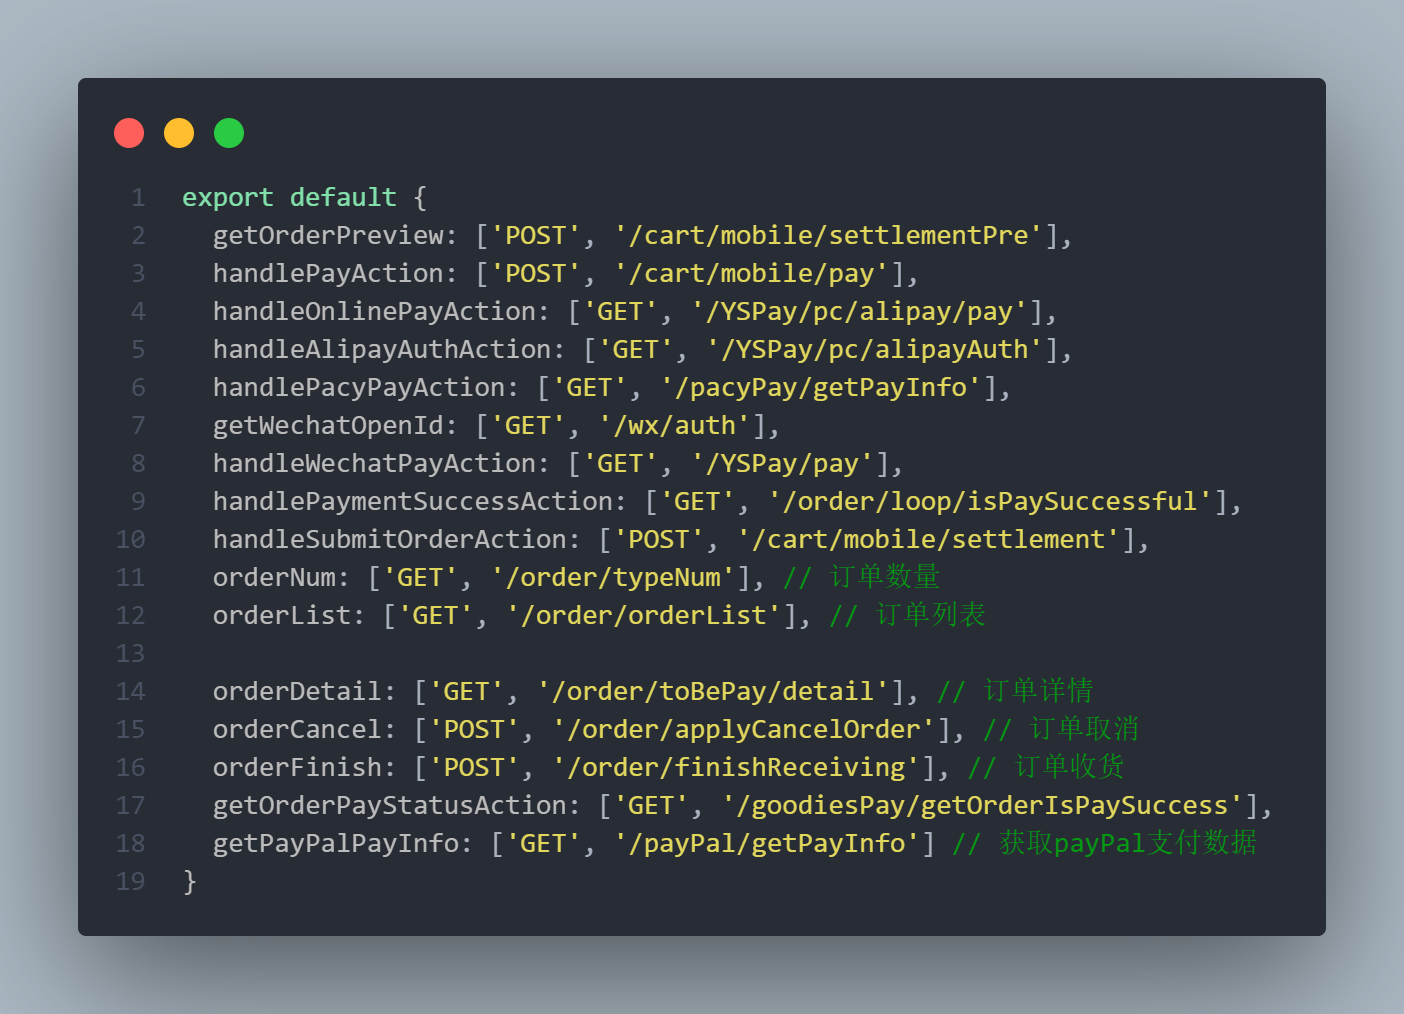 1 export default {
2 getOrderPreview: ['POST', '/cart/mobile/settlementPre'],
3 handlePayAction: ['POST', '/cart/mobile/pay'],
4 handleOnlinePayAction: ['GET', '/YSPay/pc/alipay/pay'],
5 handleAlipayAuthAction: ['GET', '/YSPay/pc/alipayAuth'],
6 handlePacyPayAction: ['GET', '/pacyPay/getPayInfo'],
7 getWechatOpenId: ['GET', '/wx/auth'],
8 handleWechatPayAction: ['GET', '/YSPay/pay'],
9 handlePaymentSuccessAction: ['GET', '/order/loop/isPaySuccessful'],
10 handleSubmitOrderAction: ['POST', '/cart/mobile/settlement'],
11 orderNum: ['GET', '/order/typeNum'], // 订单数量
12 orderList: ['GET', '/order/orderList'], // 订单列表
13
14 orderDetail: ['GET', '/order/toBePay/detail'], // 订单详情
15 orderCancel: ['POST', '/order/applyCancelOrder'], // 订单取消
16 orderFinish: ['POST', '/order/finishReceiving'], // 订单收货
17 getOrderPayStatusAction: ['GET', '/goodiesPay/getOrderIsPaySuccess'],
18 getPayPalPayInfo: ['GET', '/payPal/getPayInfo'] // 获取payPal支付数据
19 }